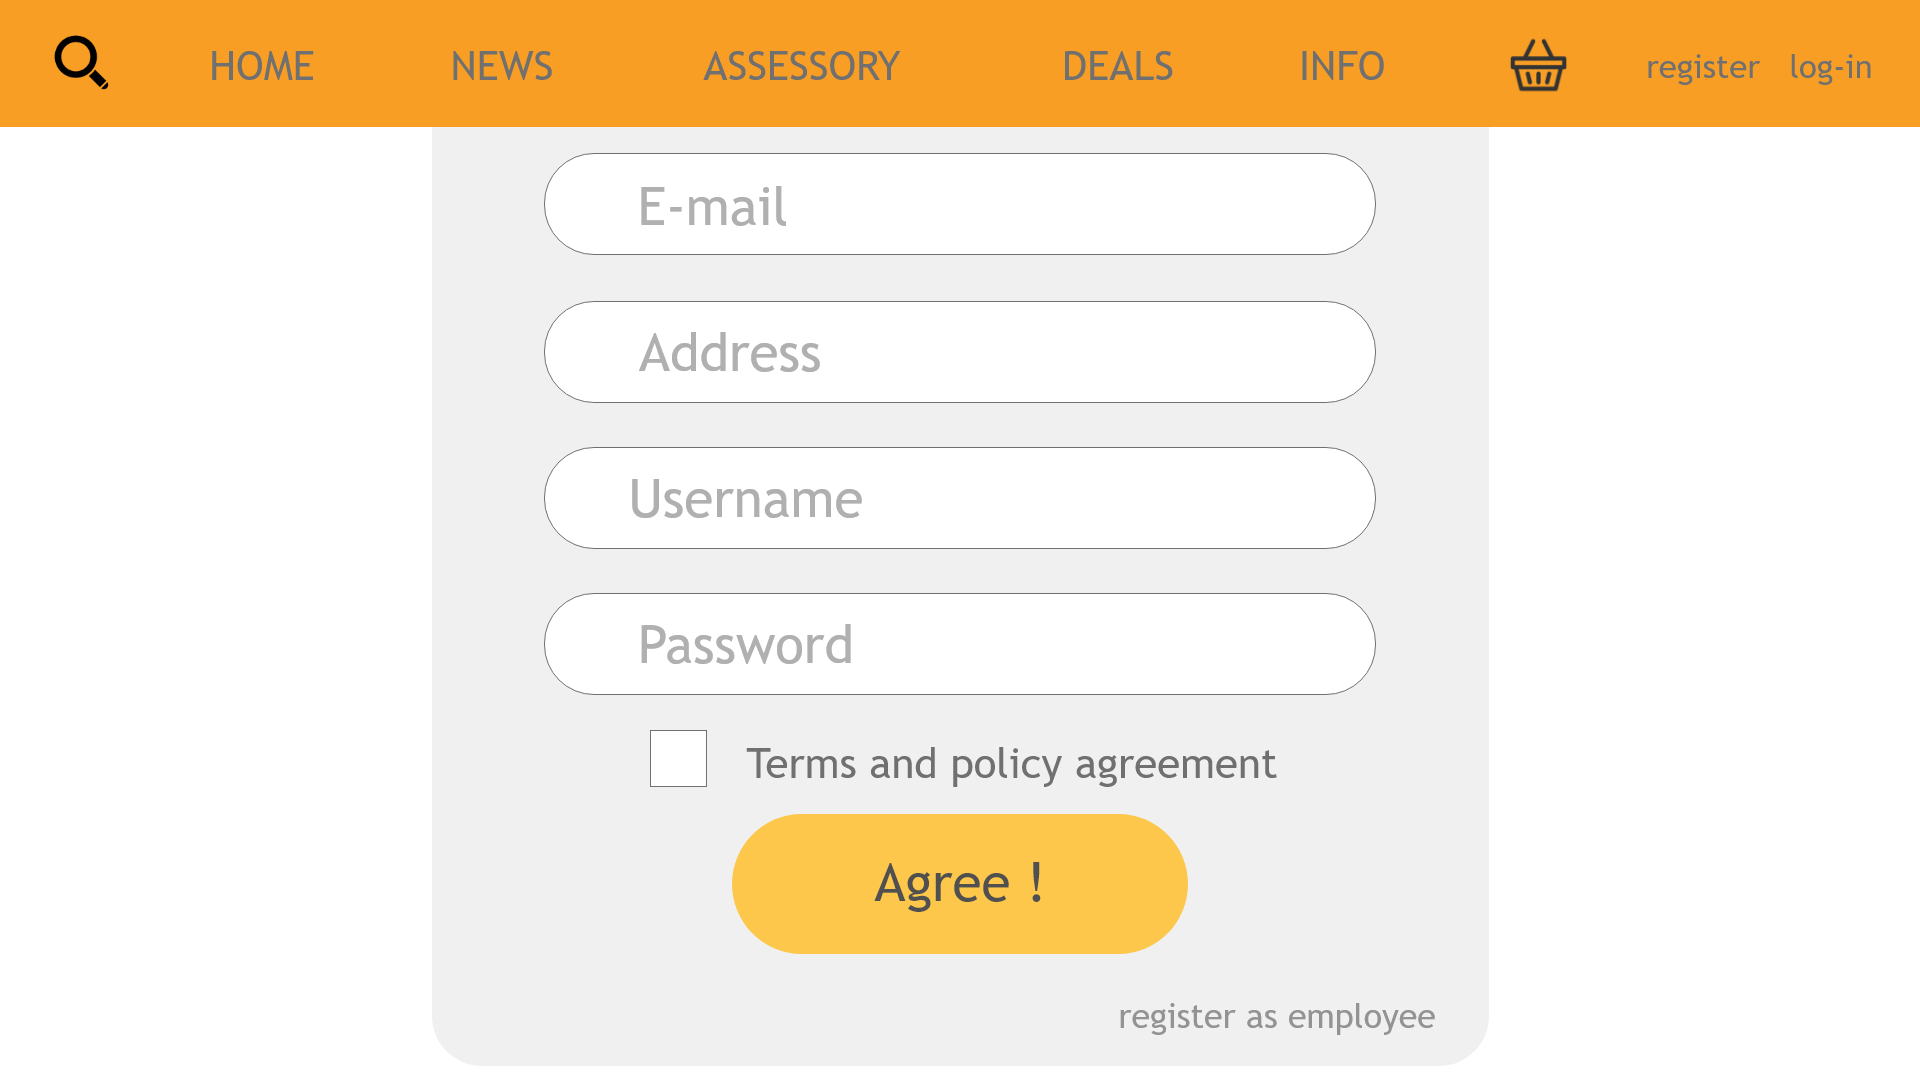 HOME NEWS ASSESSORY DEALS INFO register log-in
E-mail
Address
Username
Password
Terms and policy agreement
Agree !
register as employee